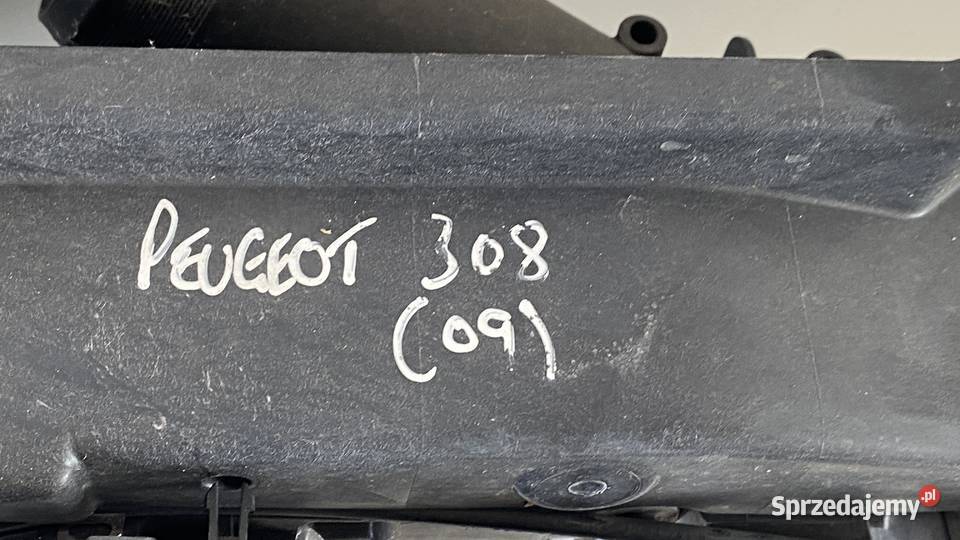 PEUGEOT 308
(09)
Sprzedajemy.pl